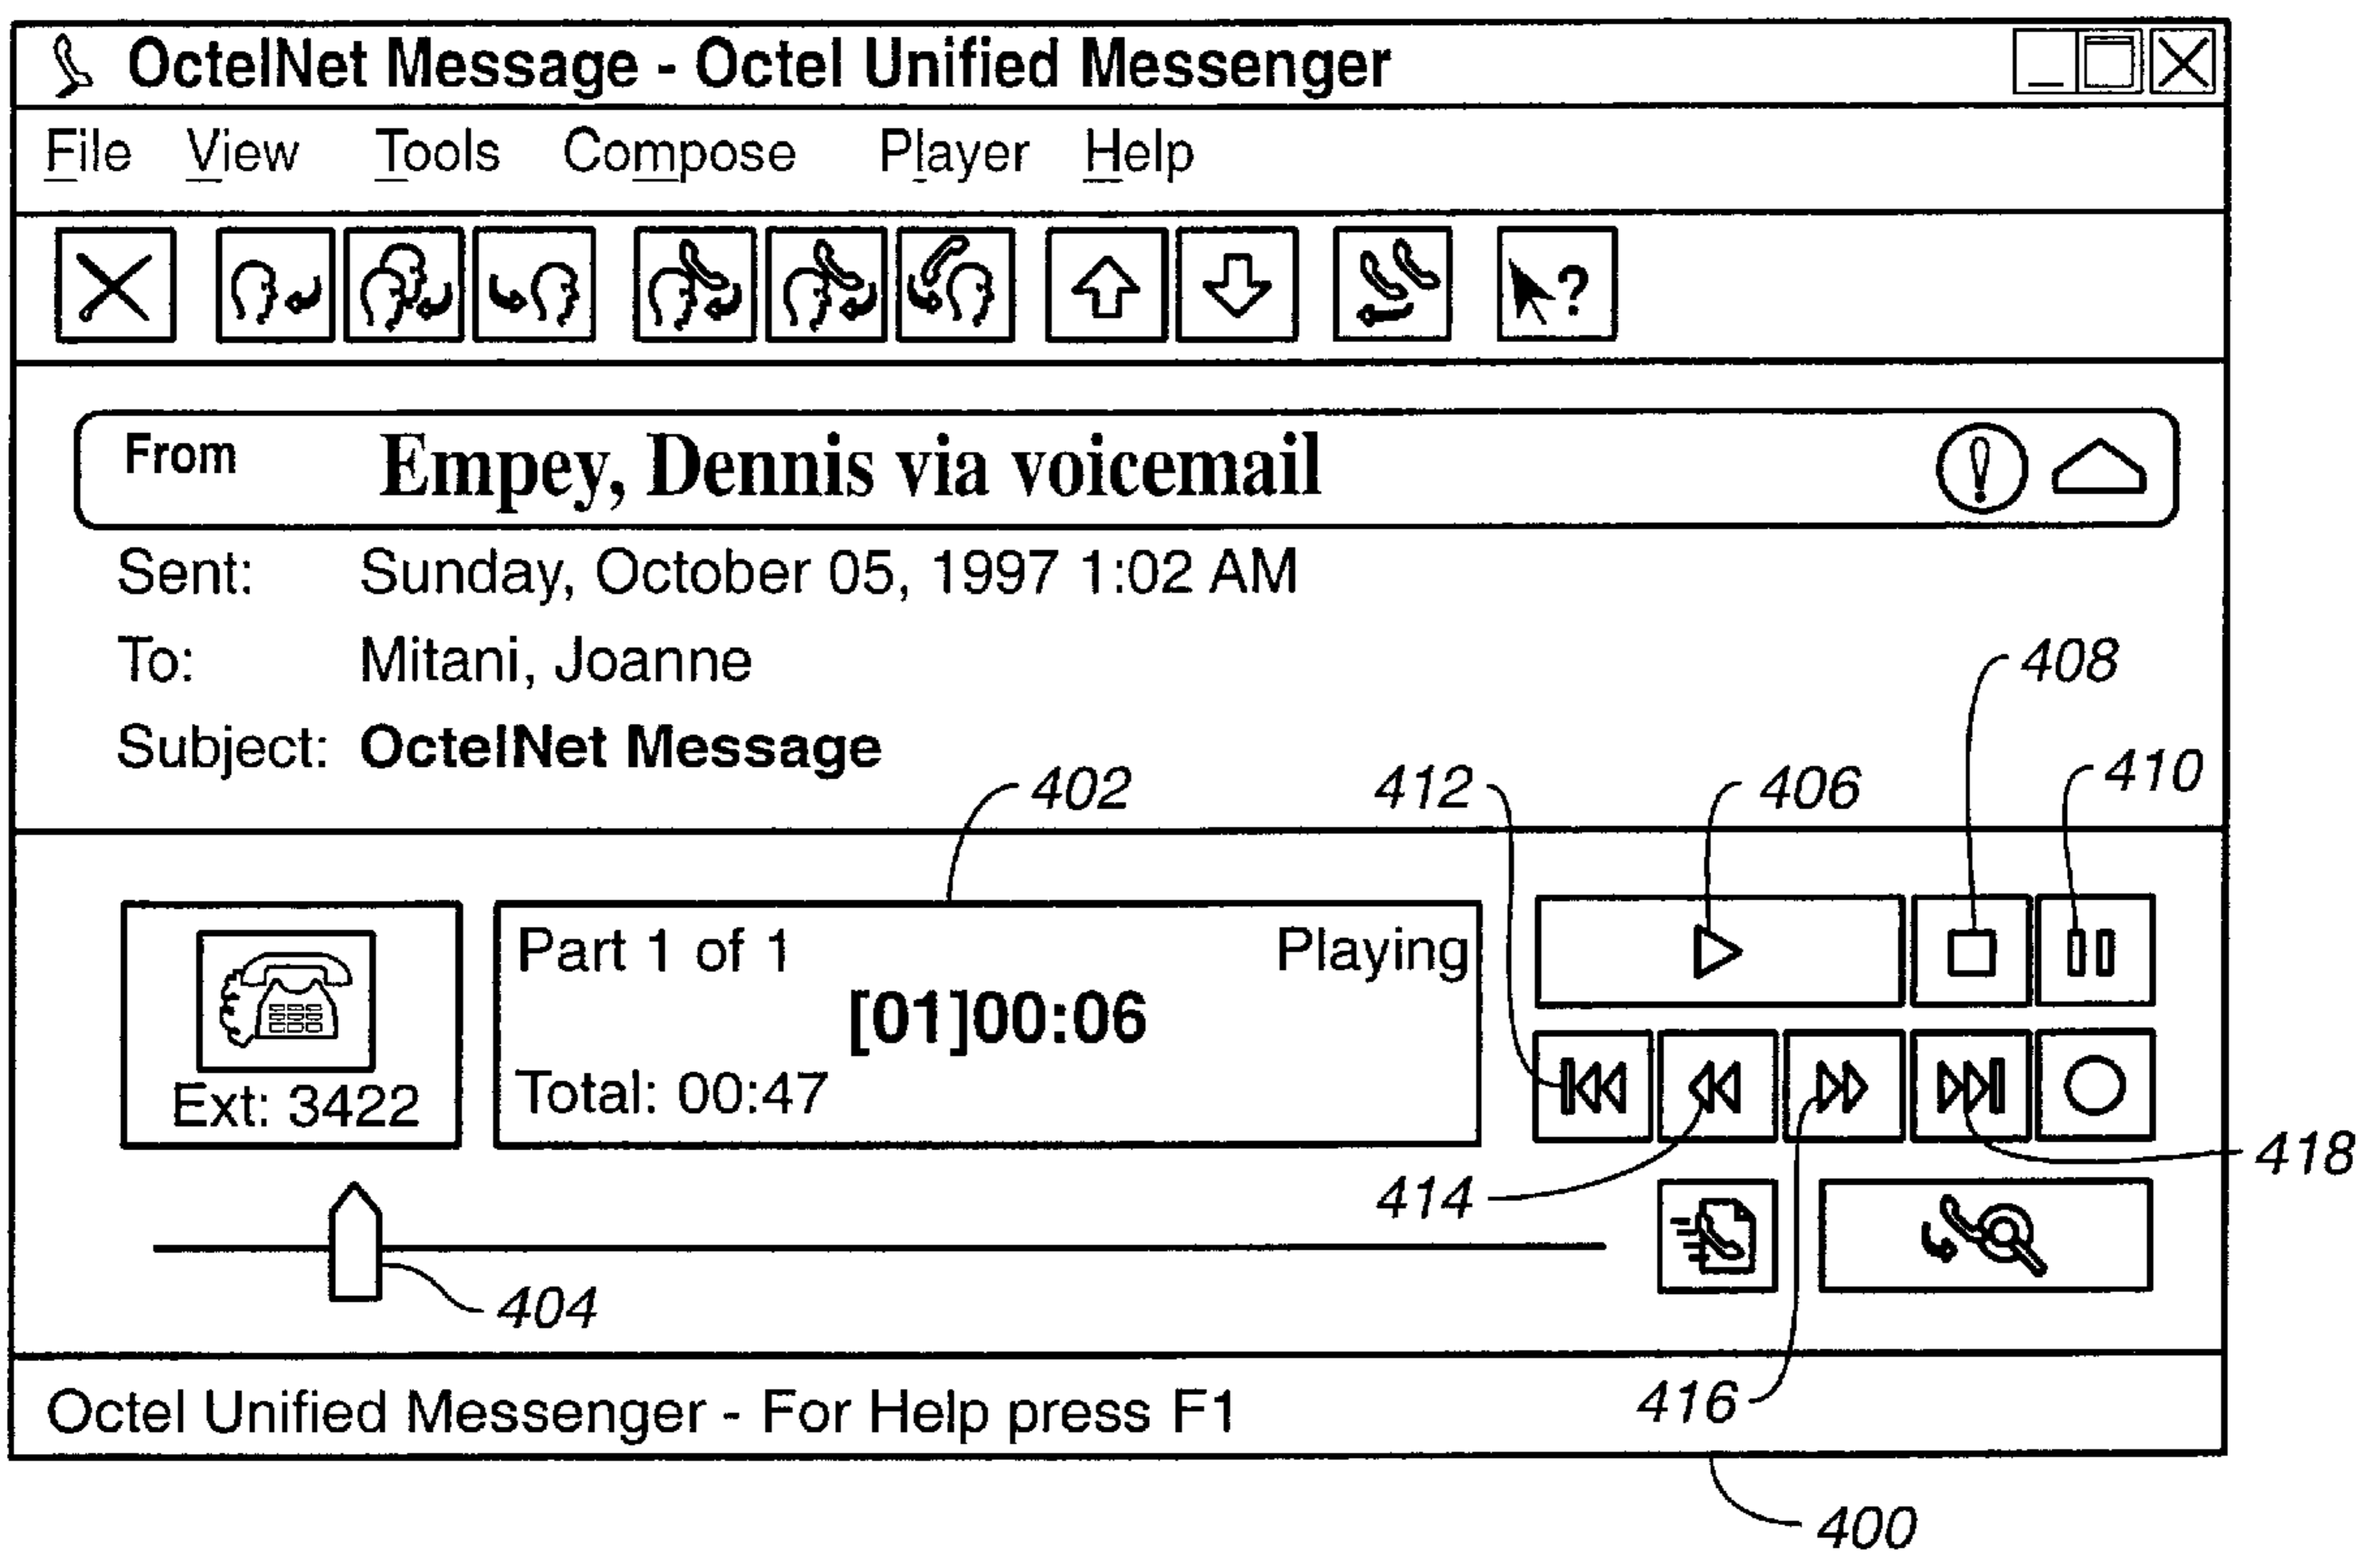 OctelNet Message - Octel Unified Messenger
File View Tools Compose Player Help
?
From Empey, Dennis via voicemail
Sent: Sunday, October 05, 1997 1:02 AM
To: Mitani, Joanne
408
Subject: OctelNet Message
402 412 406 410
Part 1 of 1 Playing
[01]00:06
Total: 00:47
Ext: 3422
418
414
404
416
Octel Unified Messenger - For Help press F1
400